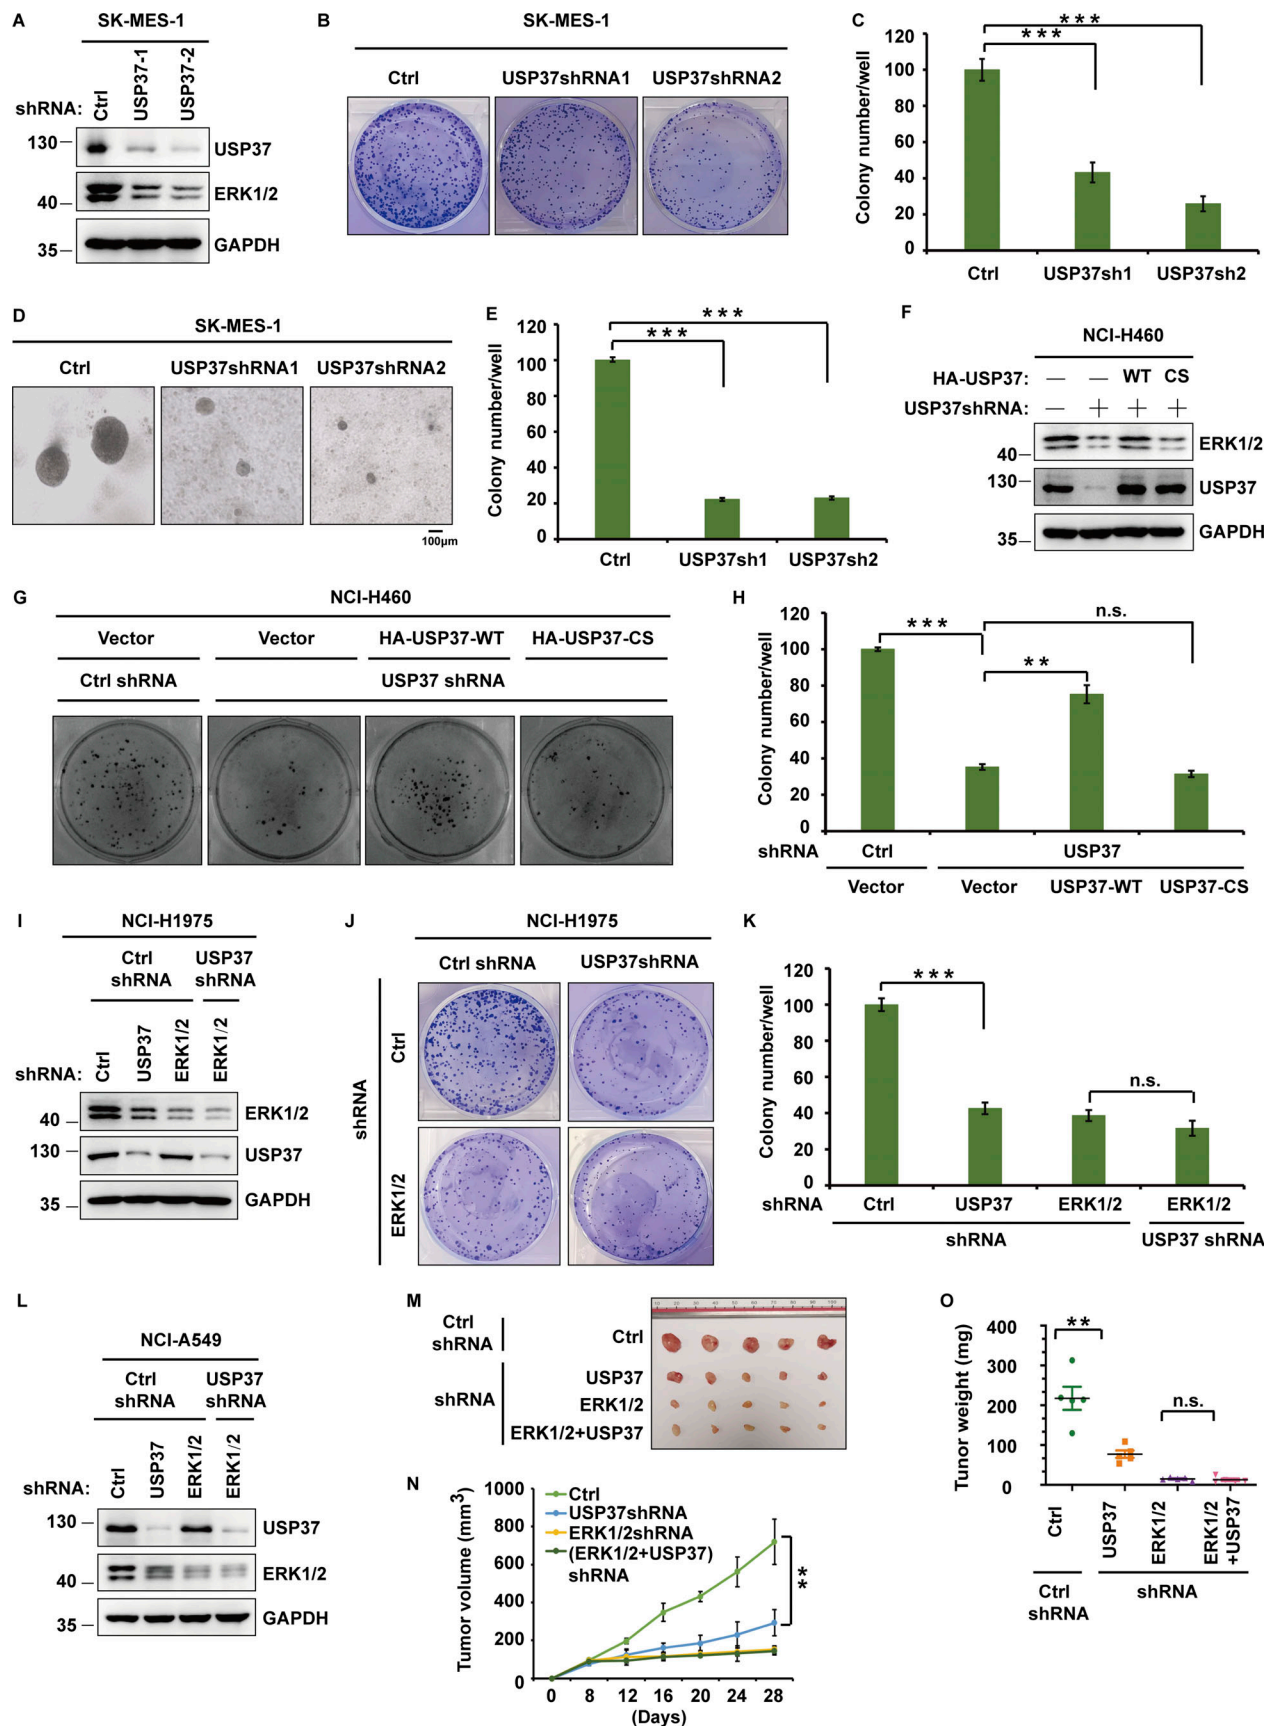 A
SK-MES-1
shRNA:
Ctrl
USP37-1
USP37-2
130
USP37
40
ERK1/2
35
GAPDH
B
SK-MES-1
Ctrl
USP37shRNA1
USP37shRNA2
C
Colony number/well
120
100
80
60
40
20
0
***
***
Ctrl
USP37sh1
USP37sh2
D
SK-MES-1
Ctrl
USP37shRNA1
USP37shRNA2
100μm
E
Colony number/well
120
100
80
60
40
20
0
***
***
Ctrl
USP37sh1
USP37sh2
F
NCI-H460
HA-USP37: — — WT CS
USP37shRNA: — + + +
40
ERK1/2
130
USP37
35
GAPDH
G
NCI-H460
Vector
Vector
HA-USP37-WT
HA-USP37-CS
Ctrl shRNA
USP37 shRNA
H
Colony number/well
120
100
80
60
40
20
0
***
**
n.s.
shRNA
Ctrl
USP37
Vector
Vector
USP37-WT
USP37-CS
I
NCI-H1975
Ctrl
shRNA
USP37
shRNA
shRNA:
Ctrl
USP37
ERK1/2
ERK1/2
40
ERK1/2
130
USP37
35
GAPDH
J
NCI-H1975
Ctrl shRNA
USP37shRNA
shRNA
Ctrl
ERK1/2
K
Colony number/well
120
100
80
60
40
20
0
***
n.s.
shRNA
Ctrl
USP37
ERK1/2
ERK1/2
shRNA
USP37 shRNA
L
NCI-A549
Ctrl
shRNA
USP37
shRNA
shRNA:
Ctrl
USP37
ERK1/2
ERK1/2
130
USP37
40
ERK1/2
35
GAPDH
M
Ctrl
shRNA
Ctrl
shRNA
USP37
ERK1/2
ERK1/2+USP37
N
Tumor volume (mm3)
1000
800
600
400
200
0
Ctrl
USP37shRNA
ERK1/2shRNA
(ERK1/2+USP37)
shRNA
**
0 8 12 16 20 24 28
(Days)
O
Tumor weight (mg)
400
300
200
100
0
**
n.s.
Ctrl
USP37
ERK1/2
ERK1/2
+USP37
Ctrl
shRNA
shRNA